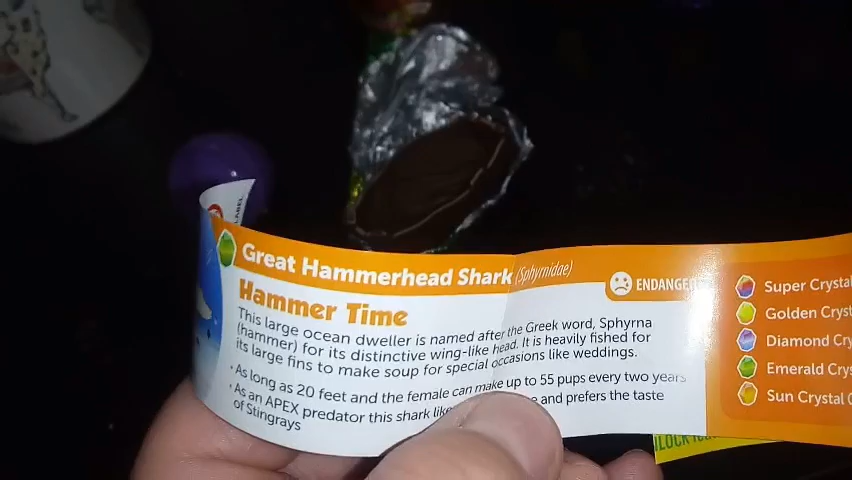 LABEL
Great Hammerhead Shark (Sphyrnidae)
ENDANGER
Hammer Time
This large ocean dweller is named after the Greek word, Sphyrna
(hammer) for its distinctive wing-like head. It is heavily fished for
its large fins to make soup for special occasions like weddings.
• As long as 20 feet and the female can make up to 55 pups every two years
• As an APEX predator this shark and prefers the taste
of Stingrays
Super Crystal
Golden Cryst
Diamond Cry
Emerald Crys
Sun Crystal